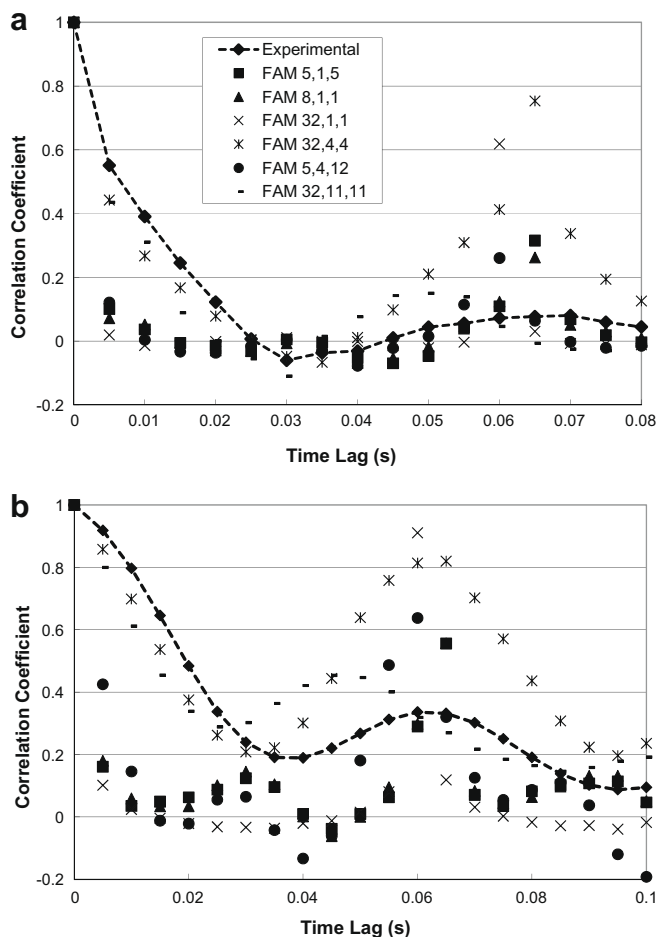 a
1
0.8
0.6
0.4
0.2
0
-0.2
Experimental
FAM 5,1,5
FAM 8,1,1
FAM 32,1,1
FAM 32,4,4
FAM 5,4,12
FAM 32,11,11
0 0.01 0.02 0.03 0.04 0.05 0.06 0.07 0.08
Correlation Coefficient
Time Lag (s)
b
1
0.8
0.6
0.4
0.2
0
-0.2
0 0.02 0.04 0.06 0.08 0.1
Correlation Coefficient
Time Lag (s)